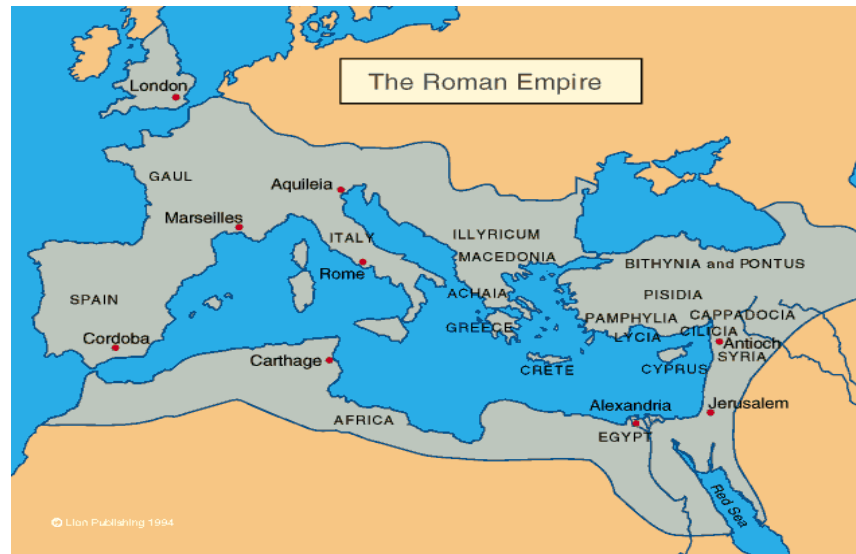 The Roman Empire
London
GAUL
Aquileia
Marseilles
ITALY
ILLYRICUM
MACEDONIA
Rome
BITHYNIA and PONTUS
SPAIN
ACHAIA
PISIDIA
GREECE
PAMPHYLIA
CAPPADOCIA
CILICIA
LYCIA
Cordoba
Carthage
Antioch
SYRIA
CRETE
CYPRUS
Alexandria
Jerusalem
AFRICA
EGYPT
Red Sea
© Lion Publishing 1994